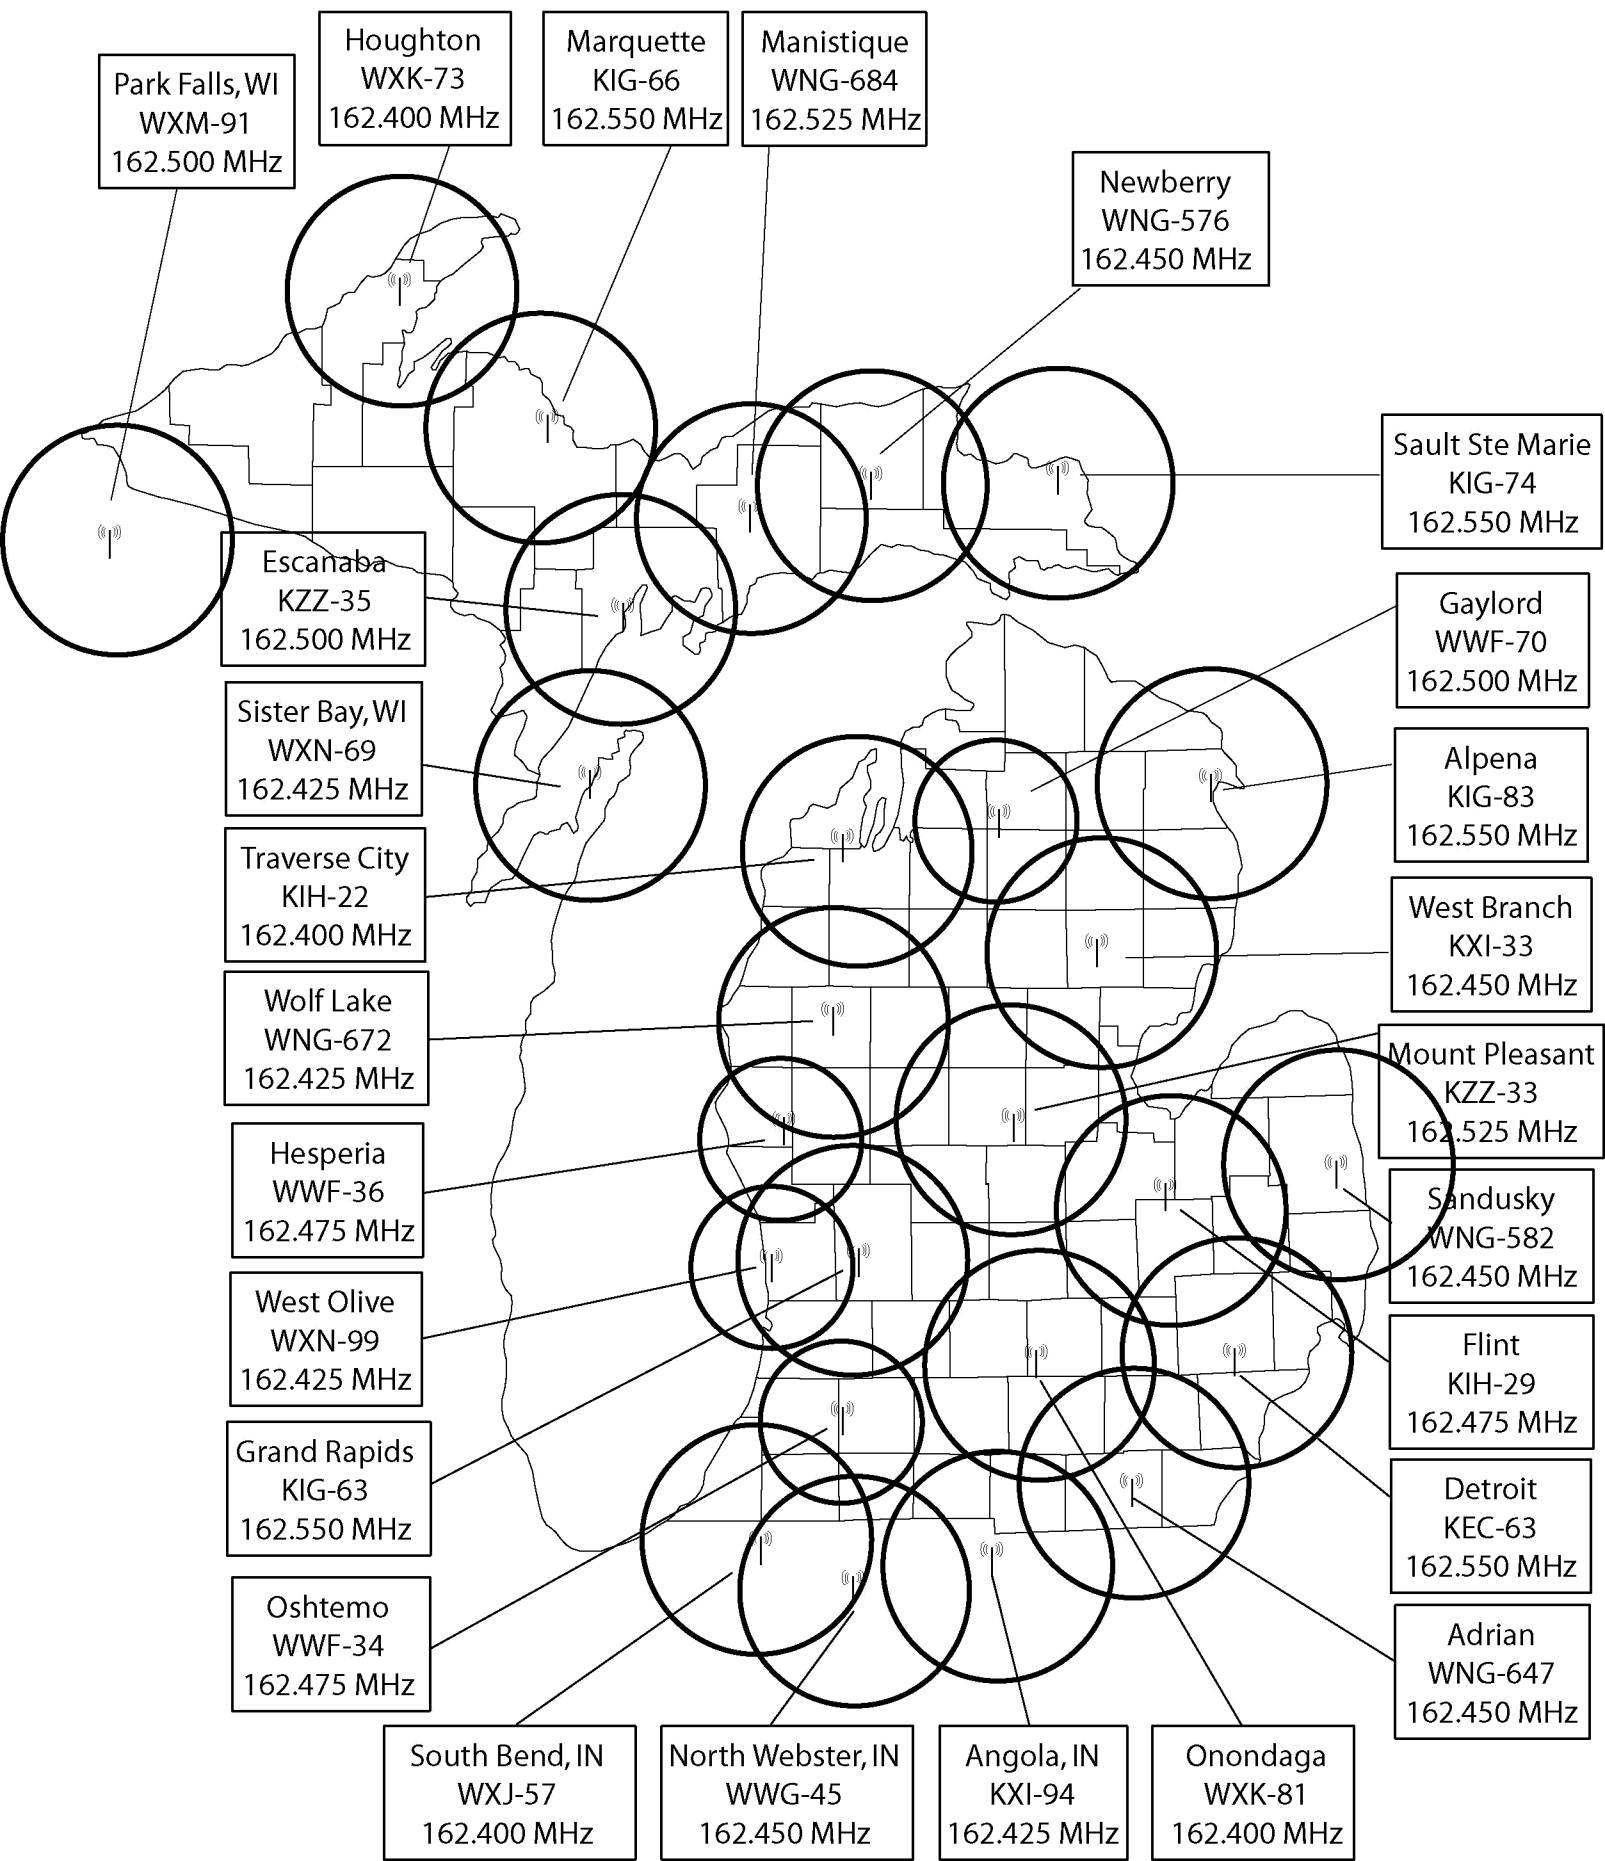 Park Falls, WI
WXM-91
162.500 MHz
Houghton
WXK-73
162.400 MHz
Marquette
KIG-66
162.550 MHz
Manistique
WNG-684
162.525 MHz
Newberry
WNG-576
162.450 MHz
Sault Ste Marie
KIG-74
162.550 MHz
Escanaba
KZZ-35
162.500 MHz
Gaylord
WWF-70
162.500 MHz
Sister Bay, WI
WXN-69
162.425 MHz
Alpena
KIG-83
162.550 MHz
Traverse City
KIH-22
162.400 MHz
West Branch
KXI-33
162.450 MHz
Wolf Lake
WNG-672
162.425 MHz
Mount Pleasant
KZZ-33
162.525 MHz
Hesperia
WWF-36
162.475 MHz
Sandusky
WNG-582
162.450 MHz
West Olive
WXN-99
162.425 MHz
Flint
KIH-29
162.475 MHz
Grand Rapids
KIG-63
162.550 MHz
Detroit
KEC-63
162.550 MHz
Oshtemo
WWF-34
162.475 MHz
Adrian
WNG-647
162.450 MHz
South Bend, IN
WXJ-57
162.400 MHz
North Webster, IN
WWG-45
162.450 MHz
Angola, IN
KXI-94
162.425 MHz
Onondaga
WXK-81
162.400 MHz